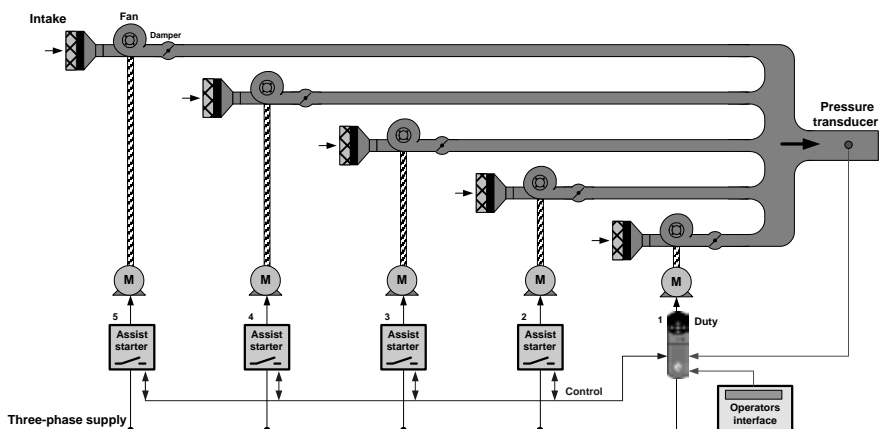 Intake
Fan
Damper
Pressure
transducer
M
M
M
M
M
5
4
3
2
1
Duty
Assist
starter
Assist
starter
Assist
starter
Assist
starter
Control
Three-phase supply
Operators
interface